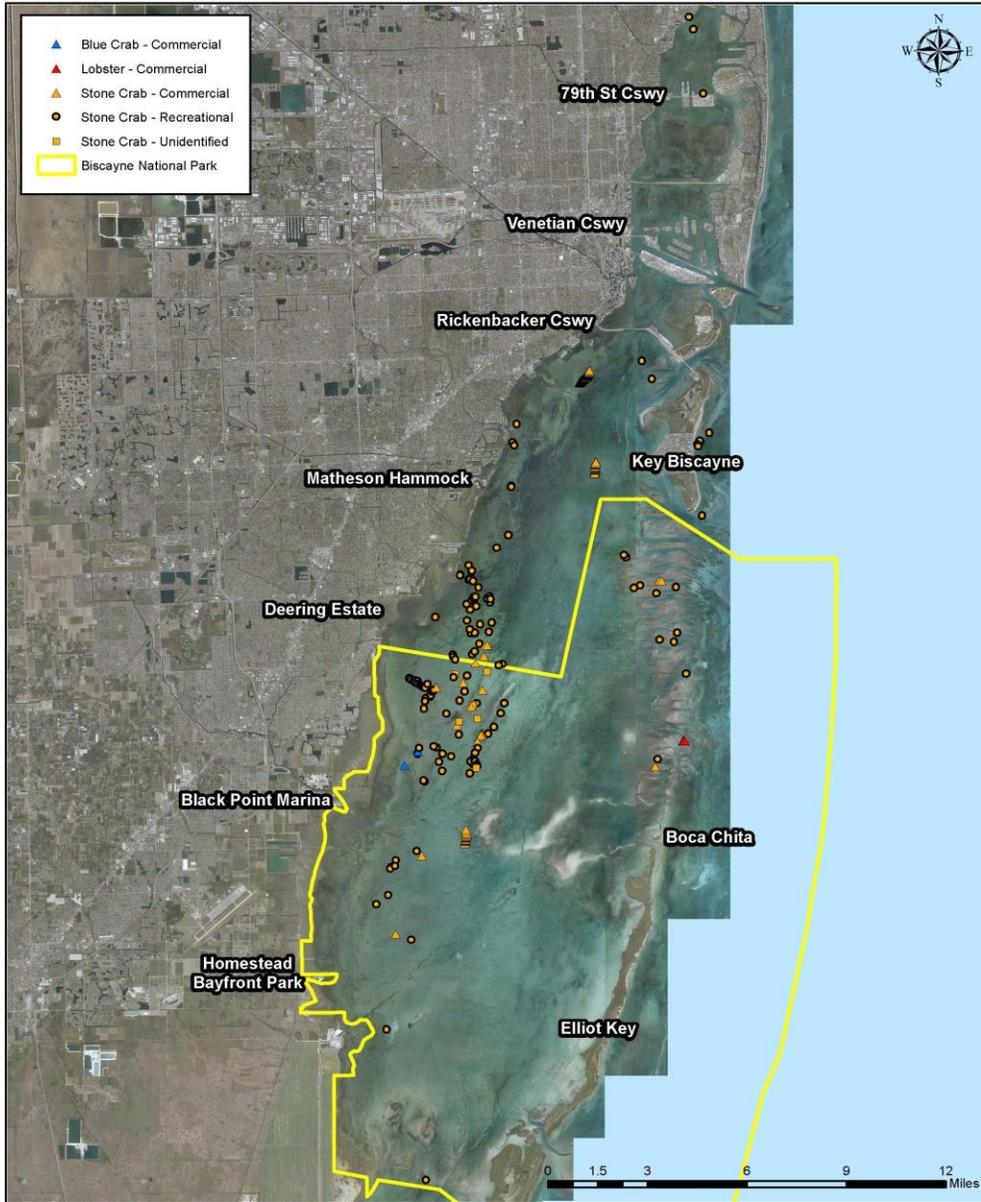 Blue Crab - Commercial
Lobster - Commercial
Stone Crab - Commercial
Stone Crab - Recreational
Stone Crab - Unidentified
Biscayne National Park
N
W
E
S
79th St Cswy
Venetian Cswy
Rickenbacker Cswy
Key Biscayne
Matheson Hammock
Deering Estate
Black Point Marina
Boca Chita
Homestead
Bayfront Park
Elliot Key
0 1.5 3 6 9 12
Miles